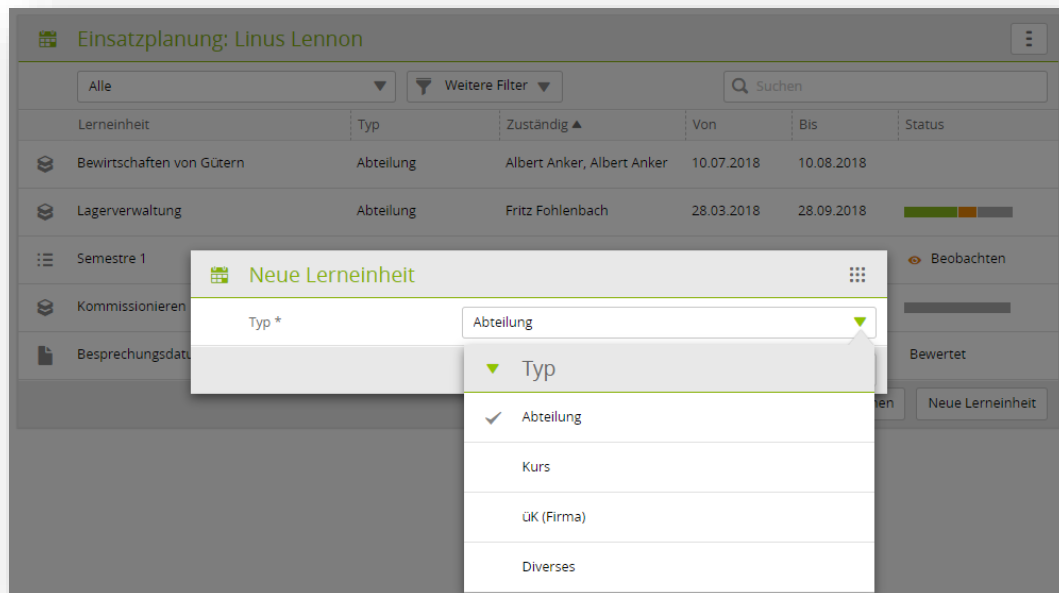 Einsatzplanung: Linus Lennon
Alle
Weitere Filter
Suchen
Lerneinheit Typ Zuständig Von Bis Status
Bewirtschaften von Gütern Abteilung Albert Anker, Albert Anker 10.07.2018 10.08.2018
Lagerverwaltung Abteilung Fritz Fohlenbach 28.03.2018 28.09.2018
Semestre 1 Beobachten
Neue Lerneinheit
Kommissionieren
Typ * Abteilung
Bewertet
Typ
Neue Lerneinheit
Abteilung
Kurs
üK (Firma)
Diverses